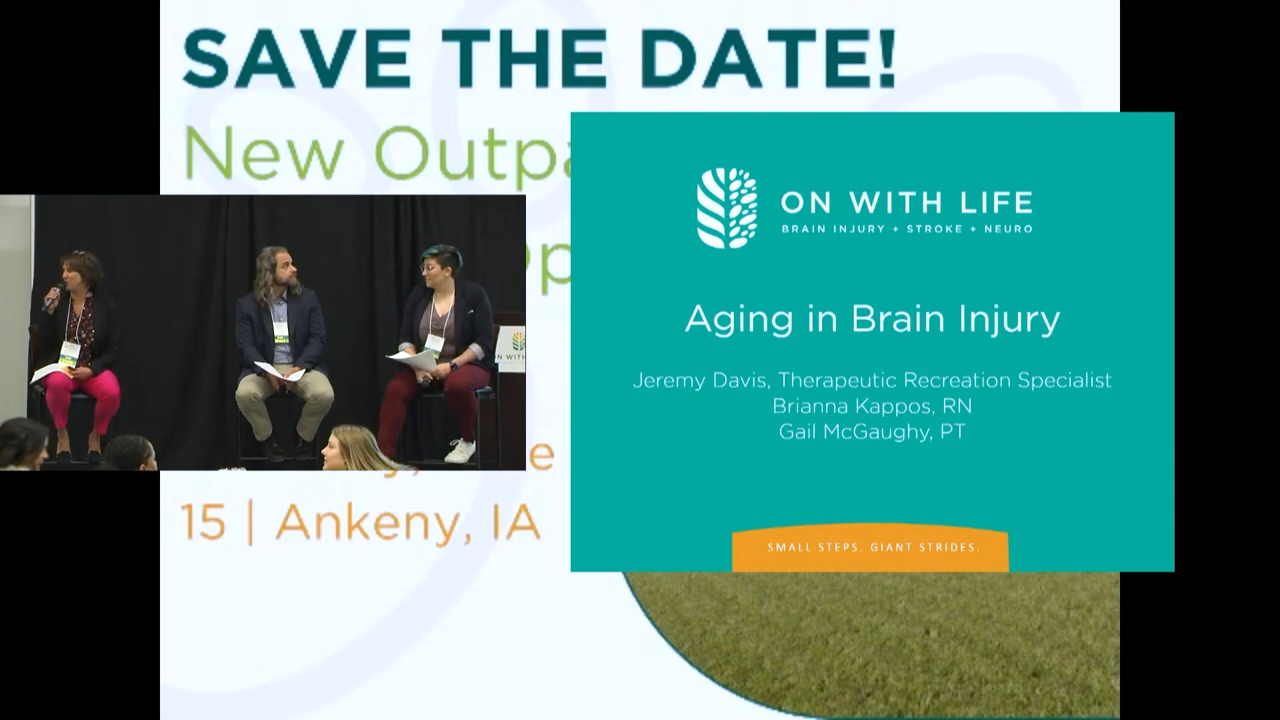 SAVE THE DATE!
New Outpa
ON WITH LIFE
BRAIN INJURY + STROKE + NEURO
Aging in Brain Injury
Jeremy Davis, Therapeutic Recreation Specialist
Brianna Kappos, RN
Gail McGaughy, PT
SMALL STEPS. GIANT STRIDES.
15 | Ankeny, IA